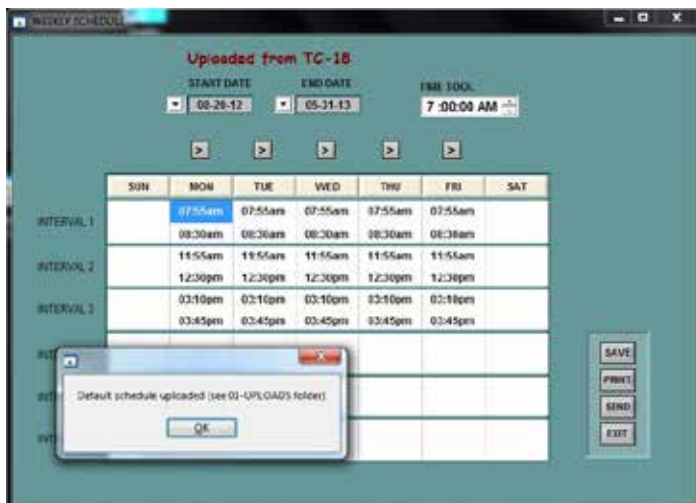 WEEKLY SCHEDULE
Uploaded from TC-18
START DATE END DATE TIME TOOL
08-20-12 05-31-13 7:00:00 AM
> > > > >
SUN MON TUE WED THU FRI SAT
INTERVAL 1
07:55am 07:55am 07:55am 07:55am 07:55am
08:30am 08:30am 08:30am 08:30am 08:30am
INTERVAL 2
11:55am 11:55am 11:55am 11:55am 11:55am
12:30pm 12:30pm 12:30pm 12:30pm 12:30pm
INTERVAL 3
03:10pm 03:10pm 03:10pm 03:10pm 03:10pm
03:45pm 03:45pm 03:45pm 03:45pm 03:45pm
Default schedule uploaded (see 01-UPLOADS folder)
OK
SAVE
PRINT
SEND
EXIT